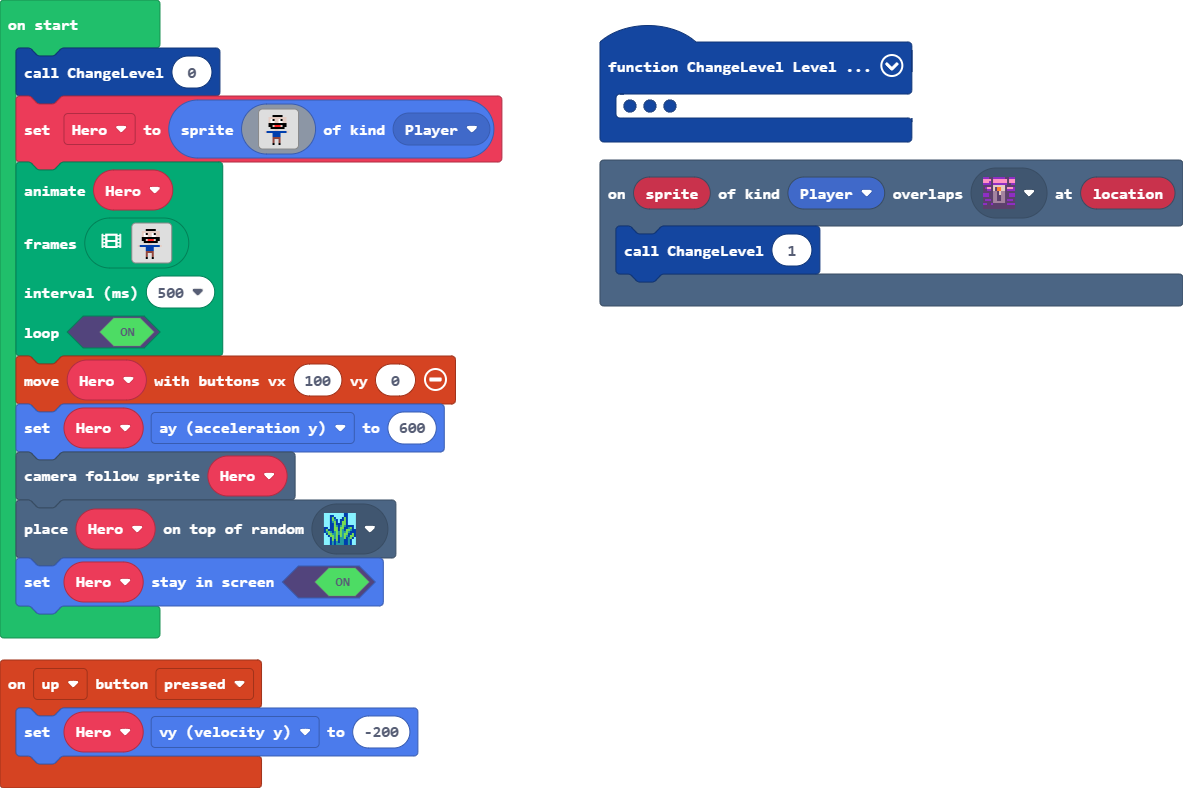 on start
call ChangeLevel 0
set Hero to sprite of kind Player
animate Hero
frames
interval (ms) 500
loop ON
move Hero with buttons vx 100 vy 0
set Hero ay (acceleration y) to 600
camera follow sprite Hero
place Hero on top of random
set Hero stay in screen ON
on up button pressed
set Hero vy (velocity y) to -200
function ChangeLevel Level ...
on sprite of kind Player overlaps at location
call ChangeLevel 1